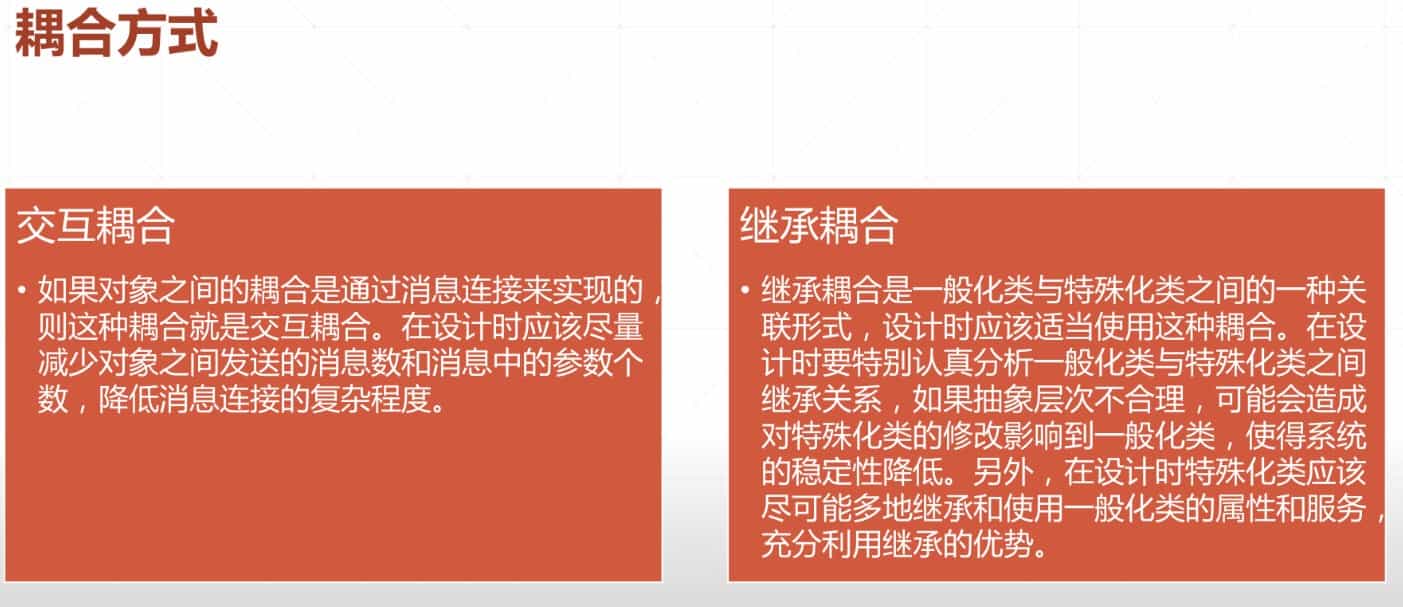 耦合方式
交互耦合
• 如果对象之间的耦合是通过消息连接来实现的，
则这种耦合就是交互耦合。在设计时应该尽量
减少对象之间发送的消息数和消息中的参数个
数，降低消息连接的复杂程度。
继承耦合
• 继承耦合是一般化类与特殊化类之间的一种关
联形式，设计时应该适当使用这种耦合。在设
计时要特别认真分析一般化类与特殊化类之间
继承关系，如果抽象层次不合理，可能会造成
对特殊化类的修改影响到一般化类，使得系统
的稳定性降低。另外，在设计时特殊化类应该
尽可能多地继承和使用一般化类的属性和服务，
充分利用继承的优势。